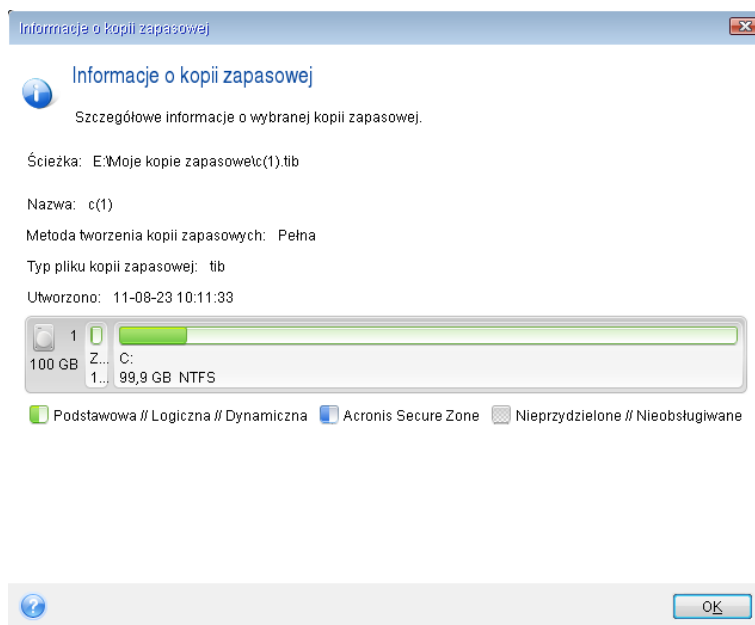 Informacje o kopii zapasowej
Informacje o kopii zapasowej
Szczegółowe informacje o wybranej kopii zapasowej.
Ścieżka: E:\Moje kopie zapasowe\c(1).tib
Nazwa: c(1)
Metoda tworzenia kopii zapasowych: Pełna
Typ pliku kopii zapasowej: tib
Utworzono: 11-08-23 10:11:33
1
100 GB
Z...
1...
C:
99,9 GB NTFS
Podstawowa // Logiczna // Dynamiczna Acronis Secure Zone Nieprzydzielone // Nieobsługiwane
OK